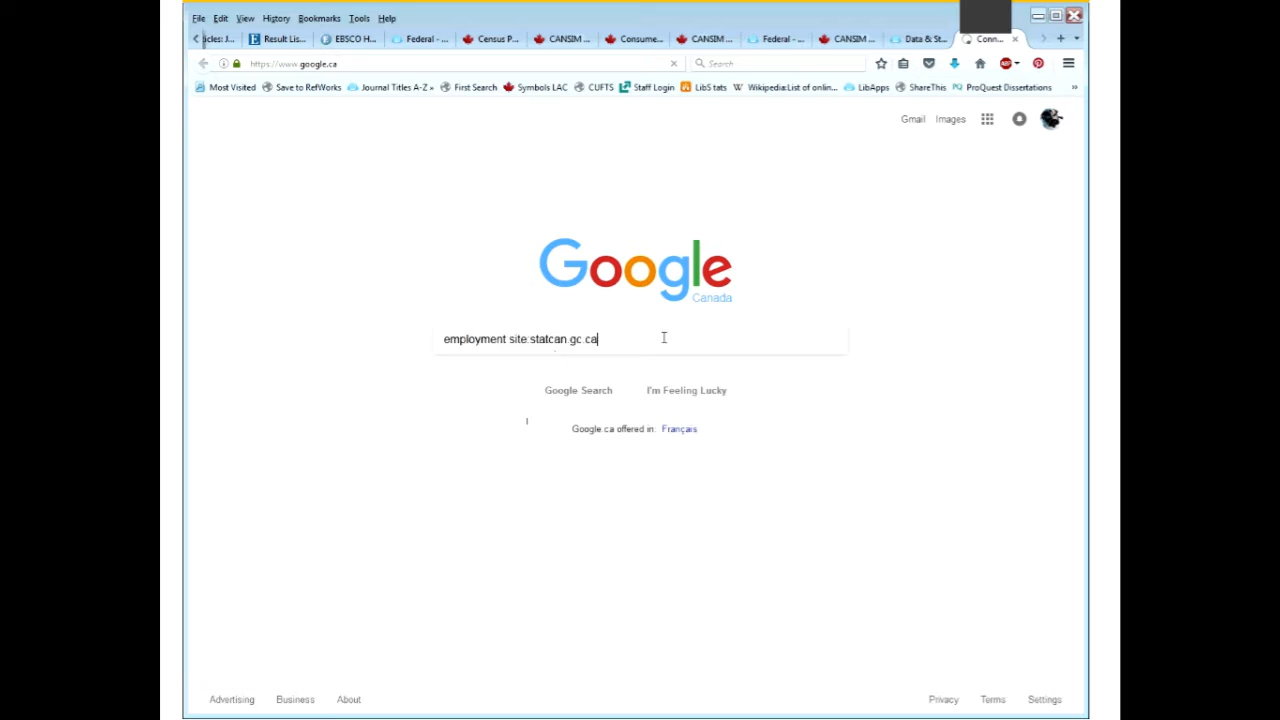 File Edit View History Bookmarks Tools Help
ticles: J... Result Lis... EBSCO H... Federal - ... Census P... CANSIM ... Consume... CANSIM ... Federal - ... CANSIM ... Data & St... Conn...
https://www.google.ca Search
Most Visited Save to RefWorks Journal Titles A-Z » First Search Symbols LAC CUFTS Staff Login LibStats Wikipedia:List of onlin... LibApps ShareThis ProQuest Dissertations »
Gmail Images
Google
Canada
employment site:statcan.gc.ca
Google Search I'm Feeling Lucky
Google.ca offered in: Français
Advertising Business About Privacy Terms Settings